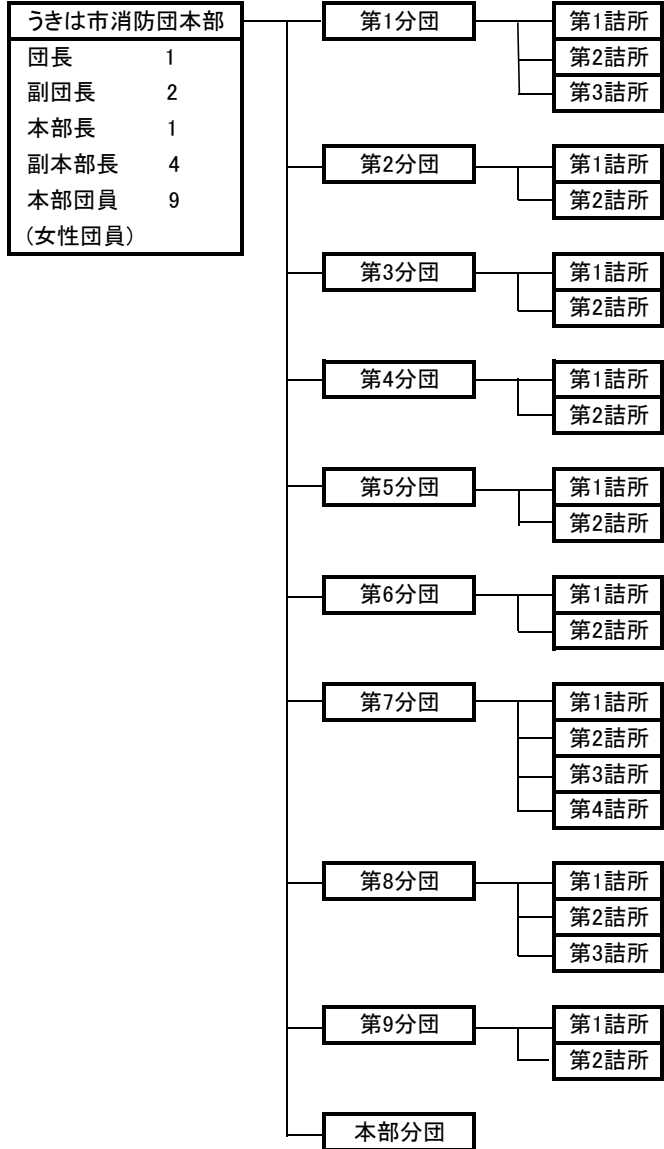 うきは市消防団本部
団長 1
副団長 2
本部長 1
副本部長 4
本部団員 9
(女性団員)
第1分団
第1詰所
第2詰所
第3詰所
第2分団
第1詰所
第2詰所
第3分団
第1詰所
第2詰所
第4分団
第1詰所
第2詰所
第5分団
第1詰所
第2詰所
第6分団
第1詰所
第2詰所
第7分団
第1詰所
第2詰所
第3詰所
第4詰所
第8分団
第1詰所
第2詰所
第3詰所
第9分団
第1詰所
第2詰所
本部分団